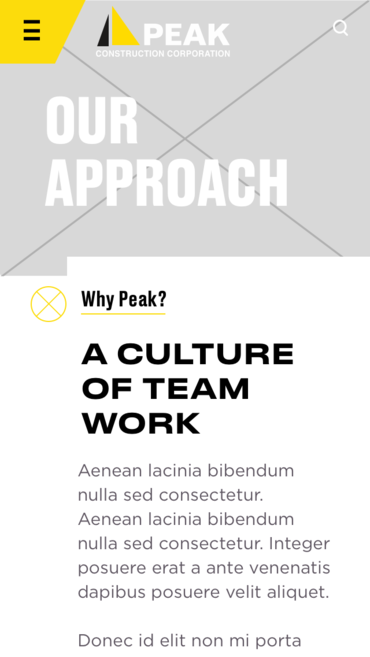 PEAK
CONSTRUCTION CORPORATION
OUR
APPROACH
Why Peak?
A CULTURE
OF TEAM
WORK
Aenean lacinia bibendum
nulla sed consectetur.
Aenean lacinia bibendum
nulla sed consectetur. Integer
posuere erat a ante venenatis
dapibus posuere velit aliquet.
Donec id elit non mi porta